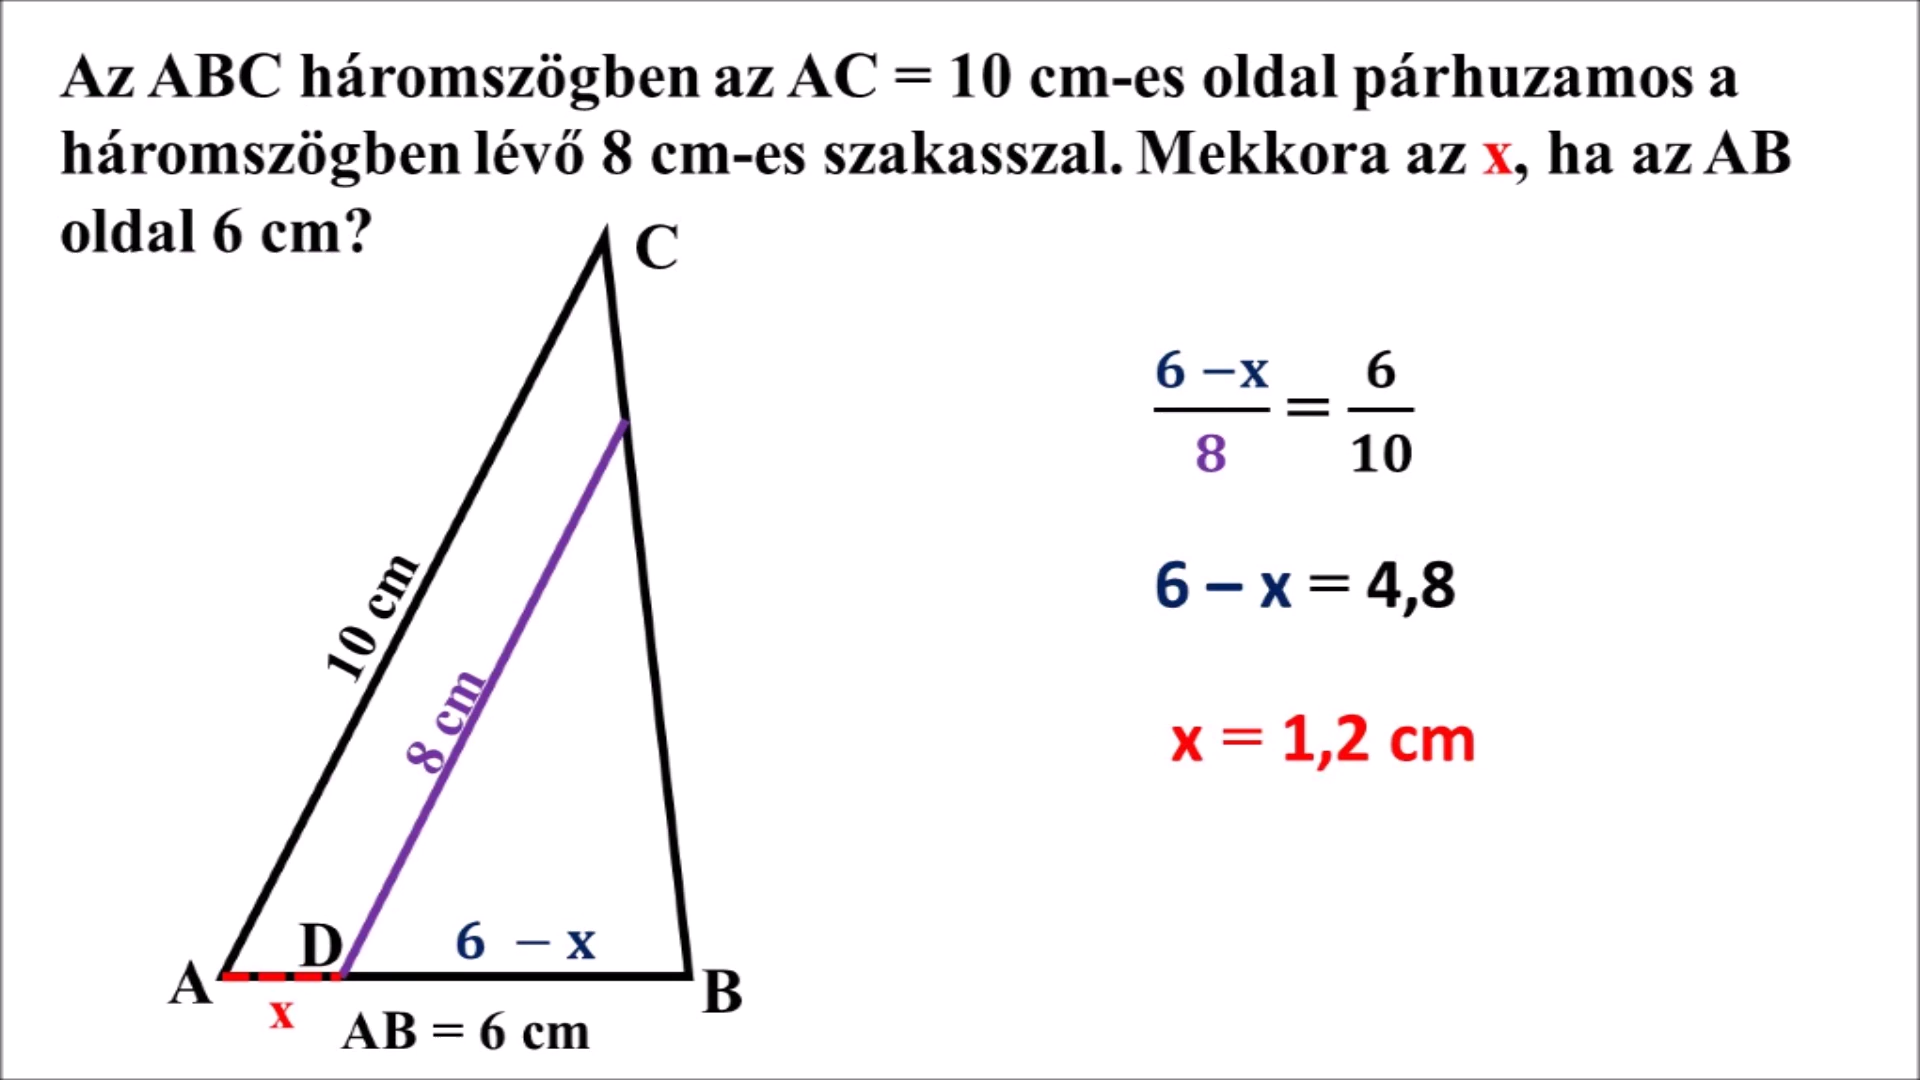 Az ABC háromszögben az AC = 10 cm-es oldal párhuzamos a
háromszögben lévő 8 cm-es szakasszal. Mekkora az x, ha az AB
oldal 6 cm?
C
6 −x
8
=
6
10
10 cm
6 – x = 4,8
8 cm
x = 1,2 cm
D
6 − x
A
B
x
AB = 6 cm